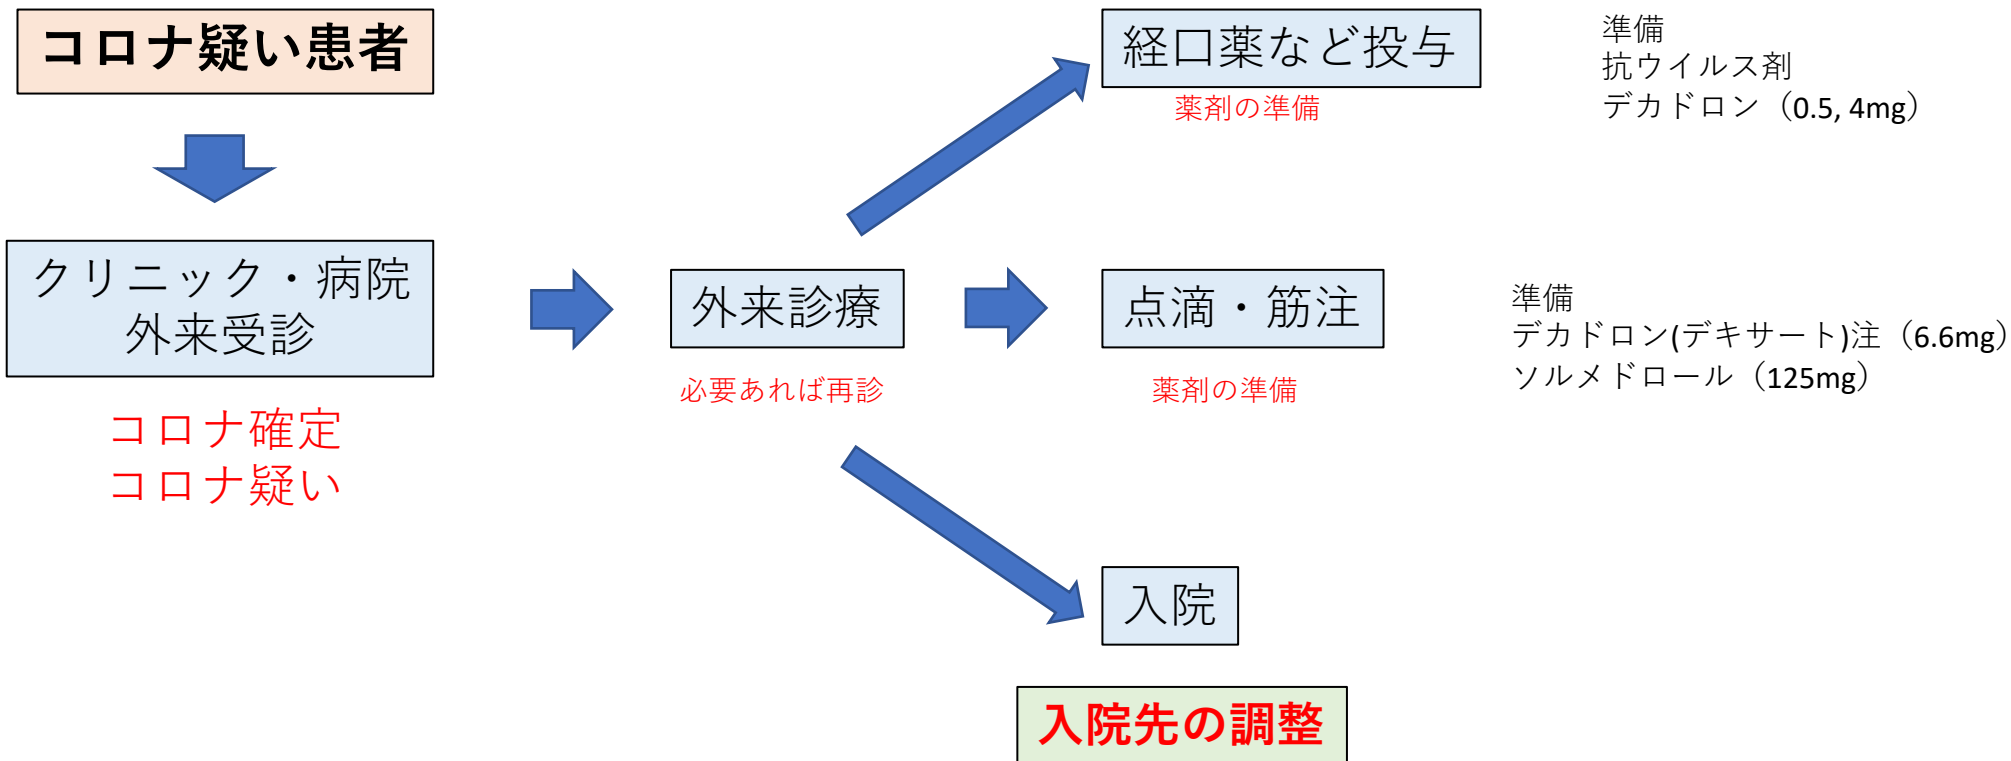 コロナ疑い患者
クリニック・病院
外来受診
コロナ確定
コロナ疑い
外来診療
必要あれば再診
経口薬など投与
薬剤の準備
準備
抗ウイルス剤
デカドロン（0.5, 4mg）
点滴・筋注
薬剤の準備
準備
デカドロン(デキサート)注（6.6mg）
ソルメドロール（125mg）
入院
入院先の調整